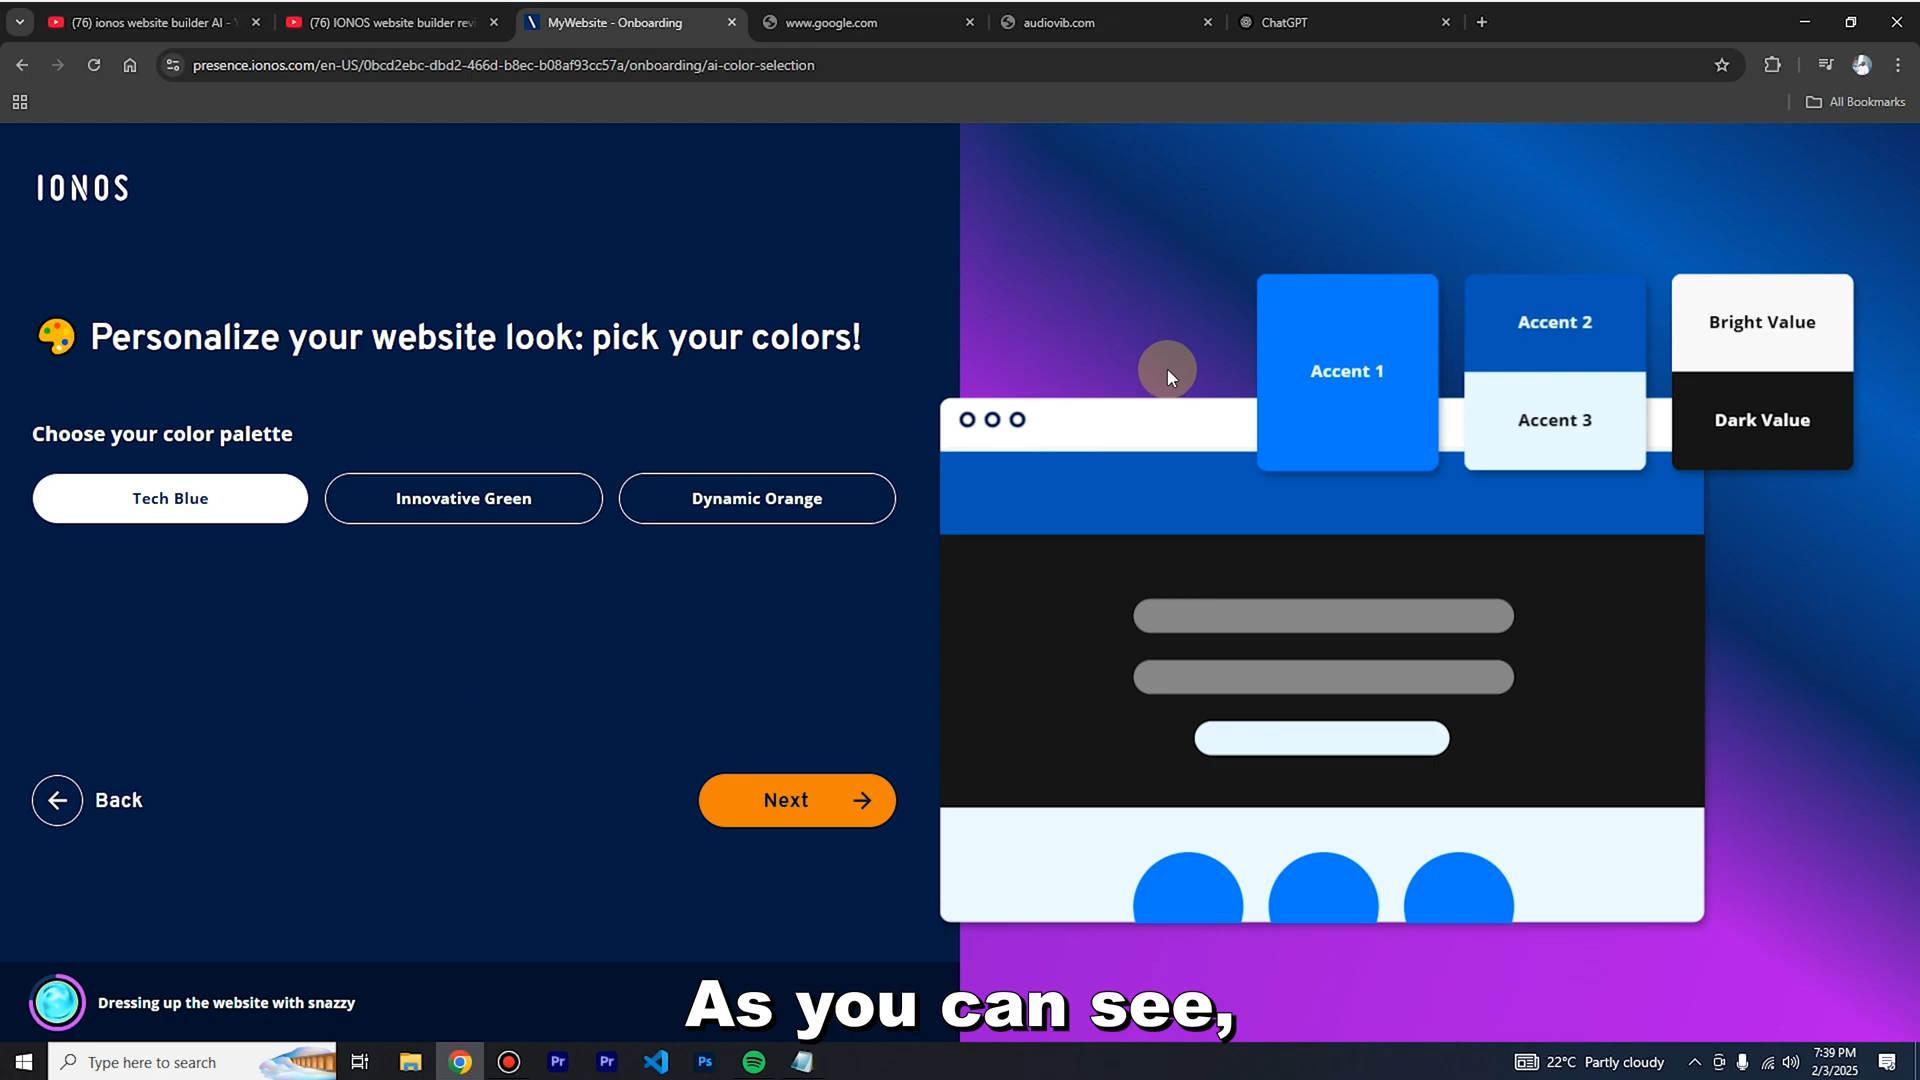 (76) ionos website builder AI - Y
(76) IONOS website builder rev
MyWebsite - Onboarding
www.google.com
audiovib.com
ChatGPT
presence.ionos.com/en-US/0bcd2ebc-dbd2-466d-b8ec-b08af93cc57a/onboarding/ai-color-selection
All Bookmarks
IONOS
Personalize your website look: pick your colors!
Choose your color palette
Tech Blue
Innovative Green
Dynamic Orange
Back
Next
Accent 1
Accent 2
Accent 3
Bright Value
Dark Value
Dressing up the website with snazzy
As you can see,
Type here to search
Pr
Pr
Ps
22°C Partly cloudy
7:39 PM
2/3/2025